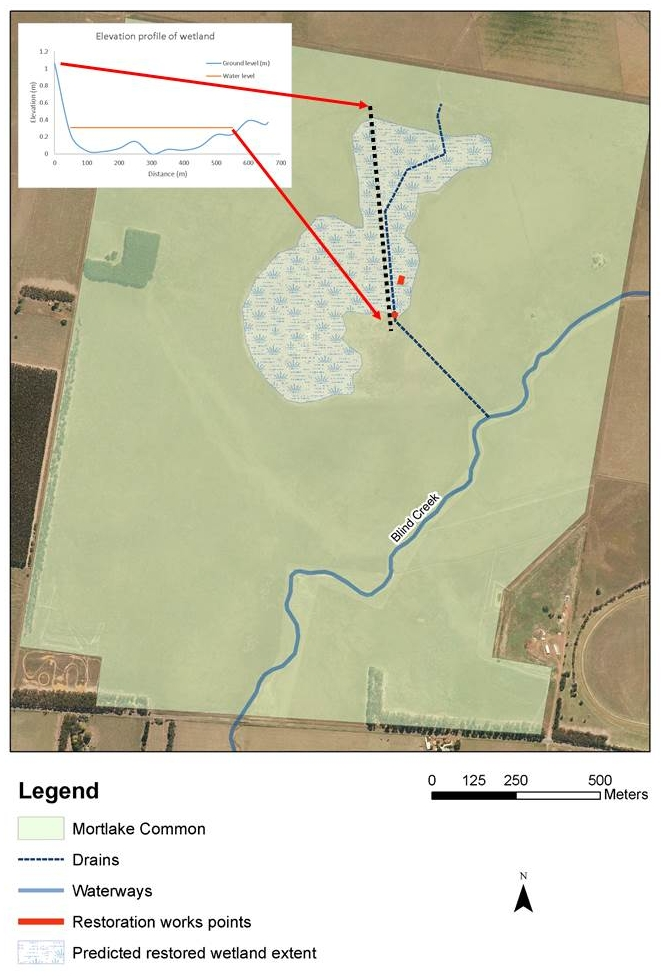 Elevation profile of wetland
1.2
1
0.8
0.6
0.4
0.2
0
Elevation (m)
Ground level (m)
Water level
0 100 200 300 400 500 600 700
Distance (m)
Blind Creek
Legend
Mortlake Common
Drains
Waterways
Restoration works points
Predicted restored wetland extent
0 125 250 500
Meters
N